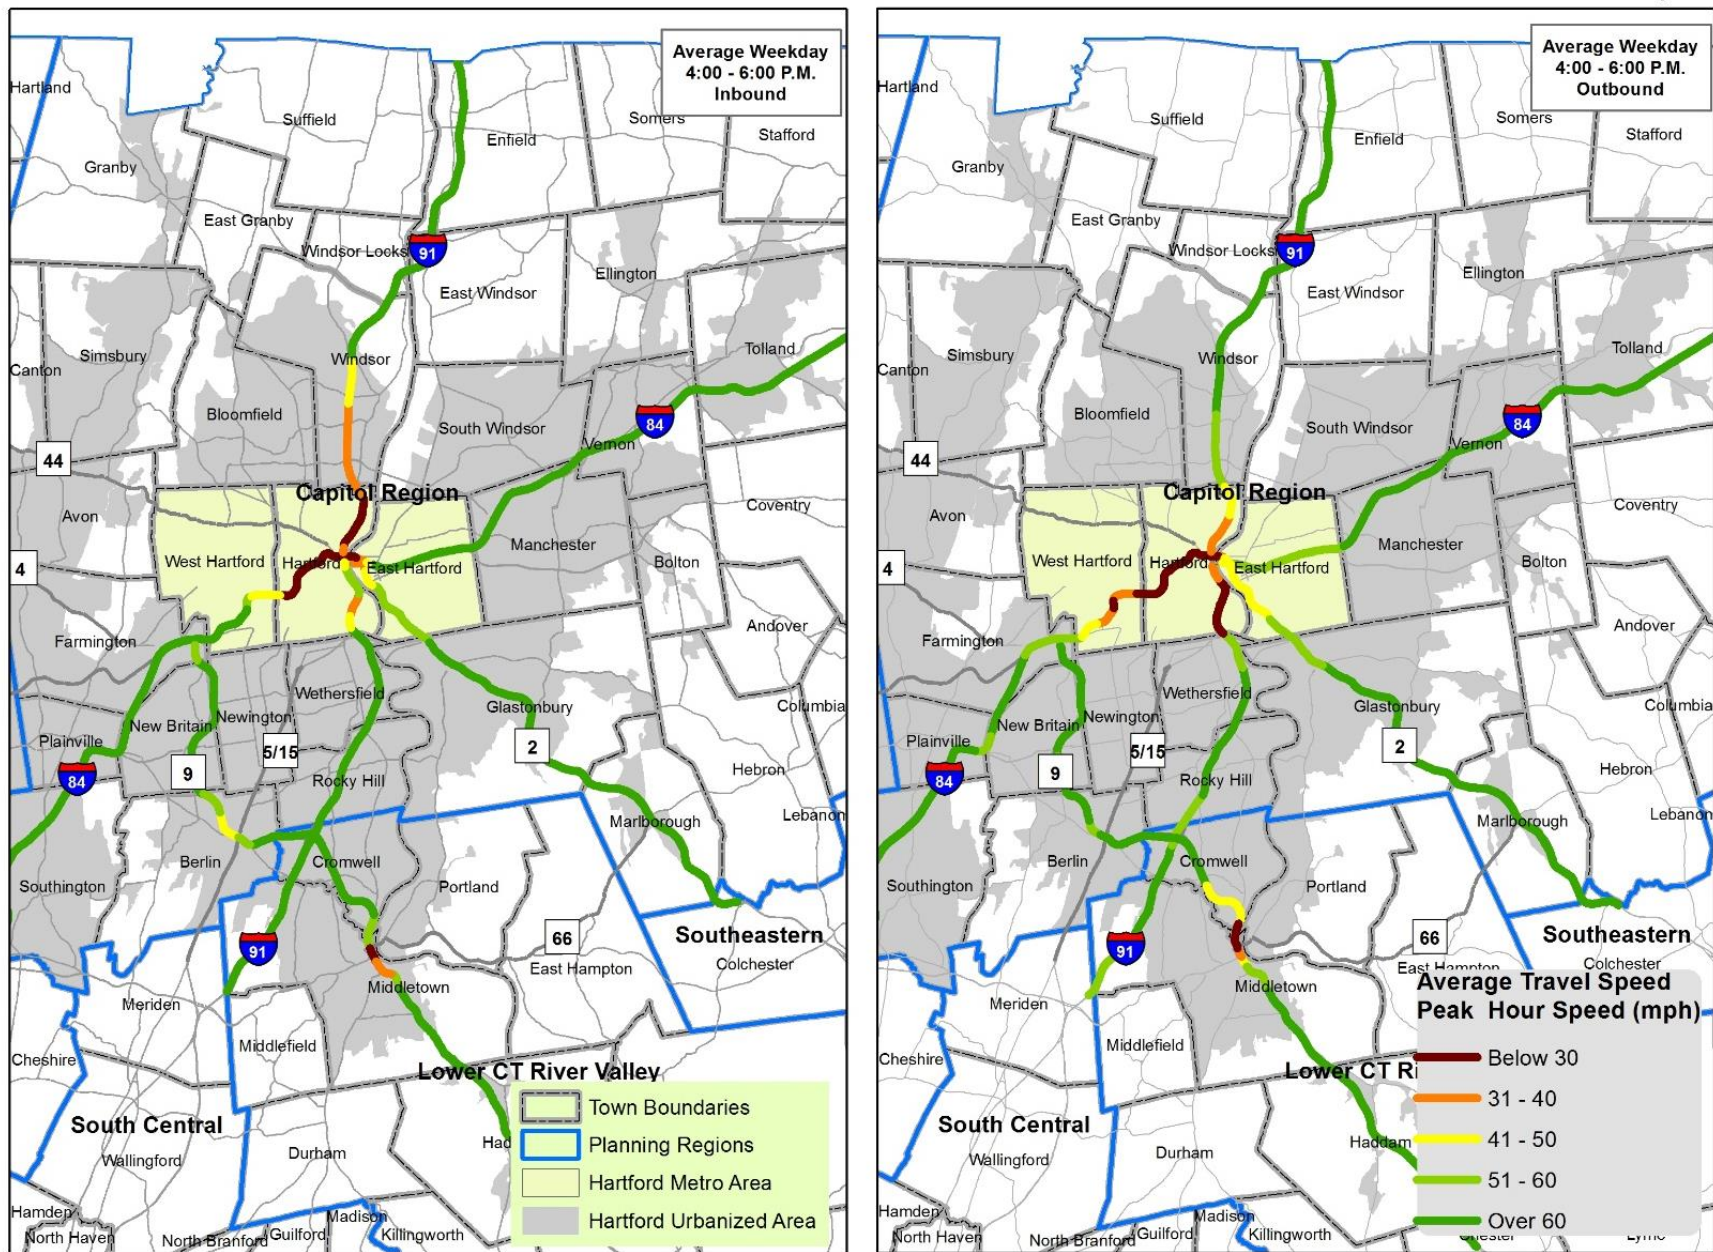 Average Weekday
4:00 - 6:00 P.M.
Inbound
Hartland
Suffield
Somers
Enfield
Stafford
Granby
East Granby
Windsor Locks
91
Ellington
East Windsor
Simsbury
Windsor
Tolland
Canton
Bloomfield
84
South Windsor
Vernon
44
Capitol Region
Coventry
Avon
Manchester
West Hartford
Hartford
East Hartford
Bolton
4
Farmington
Andover
Wethersfield
Glastonbury
Columbia
New Britain
Newington
Plainville
5/15
2
9
84
Rocky Hill
Hebron
Marlborough
Lebanon
Berlin
Cromwell
Southington
Portland
91
66
Southeastern
East Hampton
Colchester
Middletown
Meriden
Middlefield
Cheshire
Lower CT River Valley
South Central
Had
Durham
Wallingford
Hamden
Madison
North Haven
North Branford
Guilford
Killingworth
Town Boundaries
Planning Regions
Hartford Metro Area
Hartford Urbanized Area
Average Weekday
4:00 - 6:00 P.M.
Outbound
Hartland
Suffield
Somers
Enfield
Stafford
Granby
East Granby
Windsor Locks
91
Ellington
East Windsor
Simsbury
Windsor
Tolland
Canton
Bloomfield
84
South Windsor
Vernon
44
Capitol Region
Coventry
Avon
Manchester
West Hartford
Hartford
East Hartford
Bolton
4
Farmington
Andover
Wethersfield
Glastonbury
Columbia
New Britain
Newington
Plainville
5/15
2
9
84
Rocky Hill
Hebron
Marlborough
Lebanon
Berlin
Cromwell
Southington
Portland
91
66
Southeastern
East Hampton
Colchester
Middletown
Meriden
Middlefield
Cheshire
Lower CT Ri
South Central
Haddam
Durham
Wallingford
Hamden
Madison
North Haven
North Branford
Guilford
Killingworth
Average Travel Speed
Peak Hour Speed (mph)
Below 30
31 - 40
41 - 50
51 - 60
Over 60